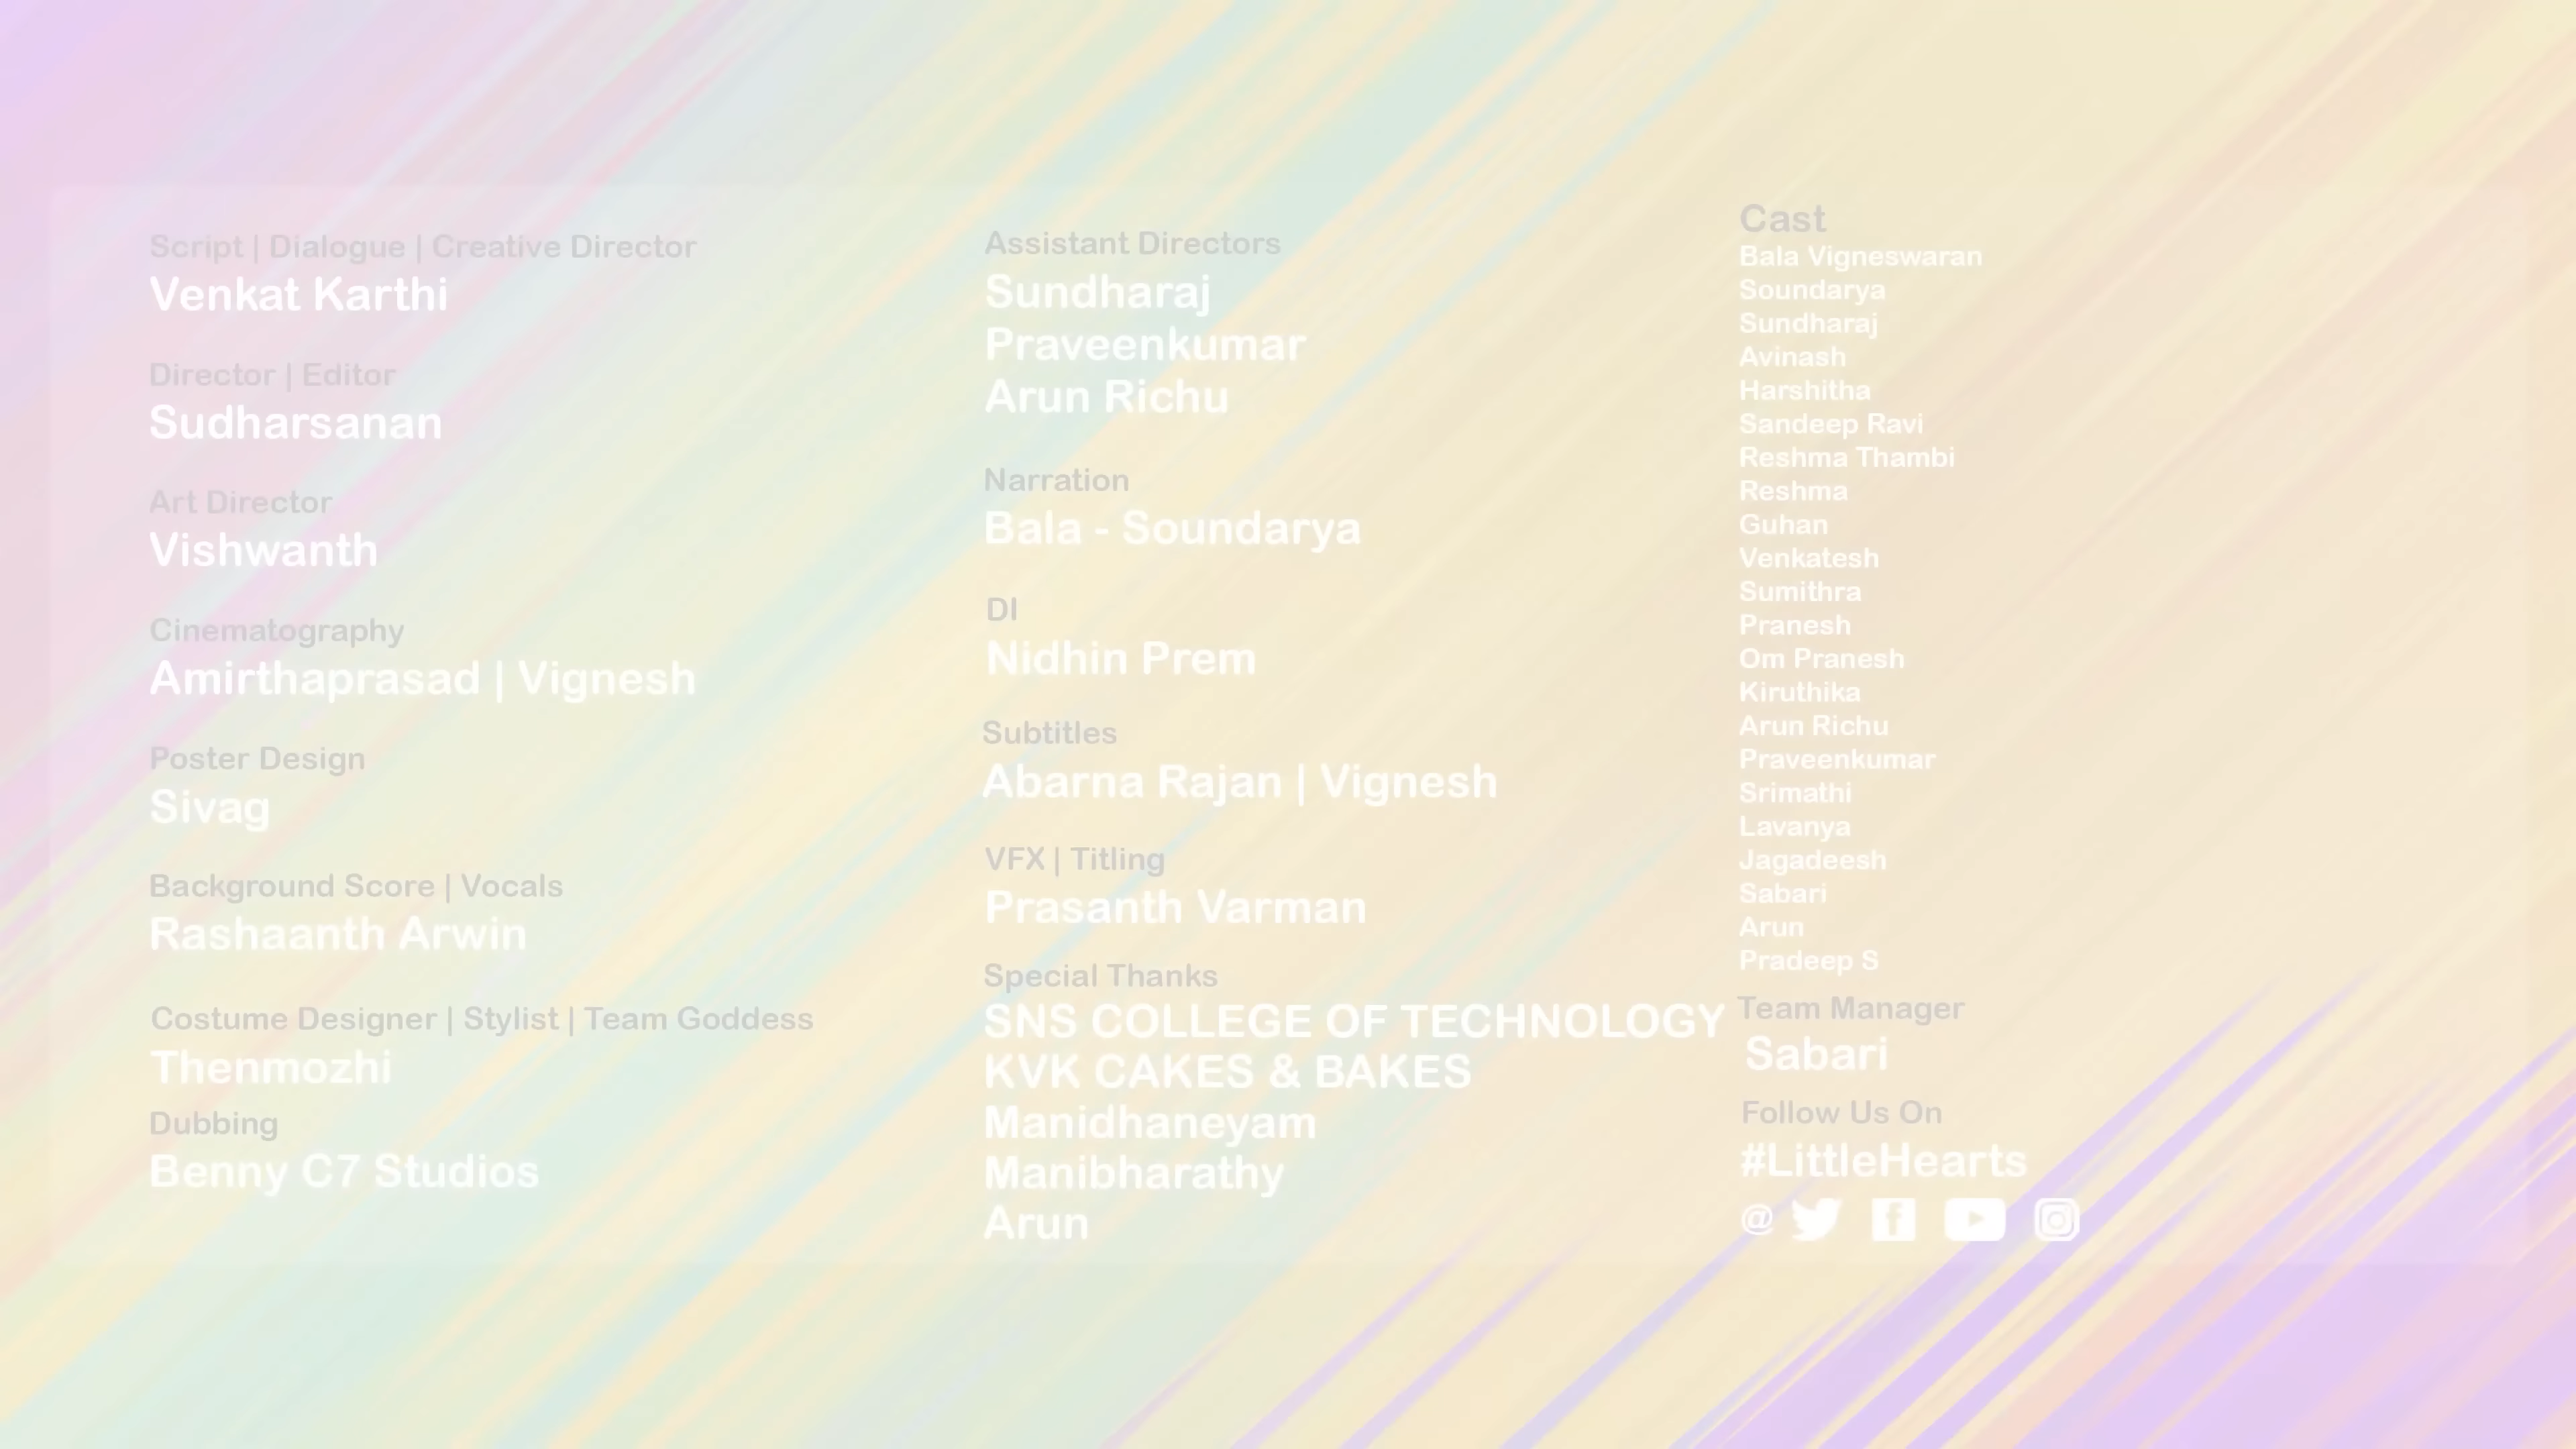 Script | Dialogue | Creative Director
Venkat Karthi
Director | Editor
Sudharsanan
Art Director
Vishwanth
Cinematography
Amirthaprasad | Vignesh
Poster Design
Sivag
Background Score | Vocals
Rashaanth Arwin
Costume Designer | Stylist | Team Goddess
Thenmozhi
Dubbing
Benny C7 Studios
Assistant Directors
Sundharaj
Praveenkumar
Arun Richu
Narration
Bala - Soundarya
DI
Nidhin Prem
Subtitles
Abarna Rajan | Vignesh
VFX | Titling
Prasanth Varman
Special Thanks
SNS COLLEGE OF TECHNOLOGY
KVK CAKES & BAKES
Manidhaneyam
Manibharathy
Arun
Cast
Bala Vigneswaran
Soundarya
Sundharaj
Avinash
Harshitha
Sandeep Ravi
Reshma Thambi
Reshma
Guhan
Venkatesh
Sumithra
Pranesh
Om Pranesh
Kiruthika
Arun Richu
Praveenkumar
Srimathi
Lavanya
Jagadeesh
Sabari
Arun
Pradeep S
Team Manager
Sabari
Follow Us On
#LittleHearts
@